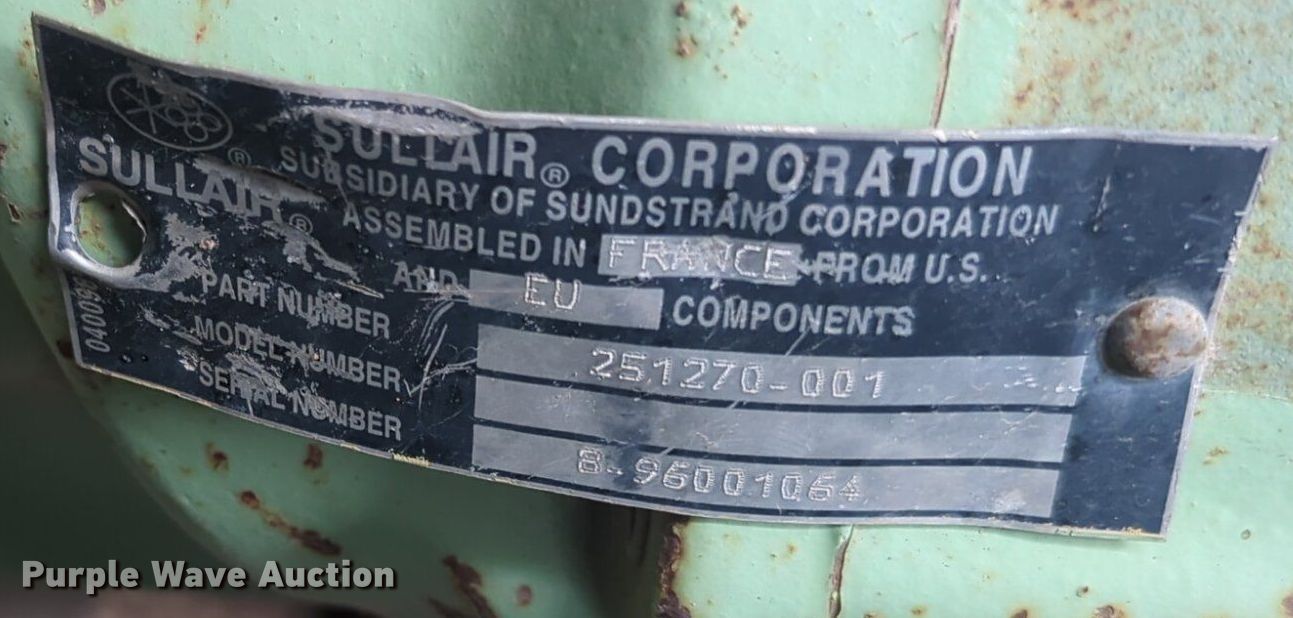 SULLAIR® CORPORATION
SUBSIDIARY OF SUNDSTRAND CORPORATION
®
SULLAIR®
ASSEMBLED IN FRANCE FROM U.S.
AND EU COMPONENTS
PART NUMBER 251270-001
MODEL NUMBER
SERIAL NUMBER 8-96001064
Purple Wave Auction